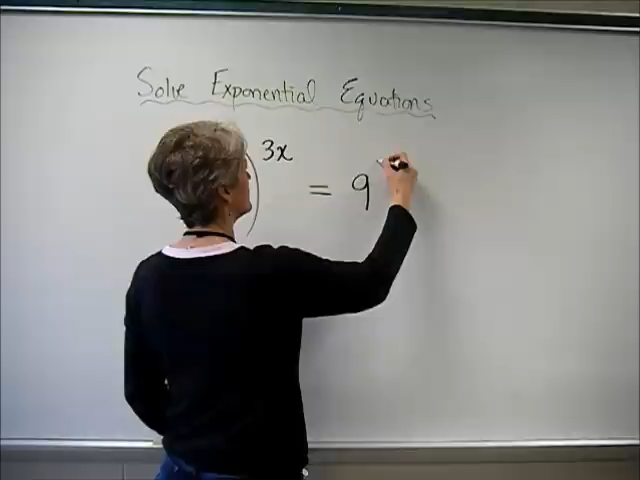 Solve Exponential Equations
)^{3x} = 9